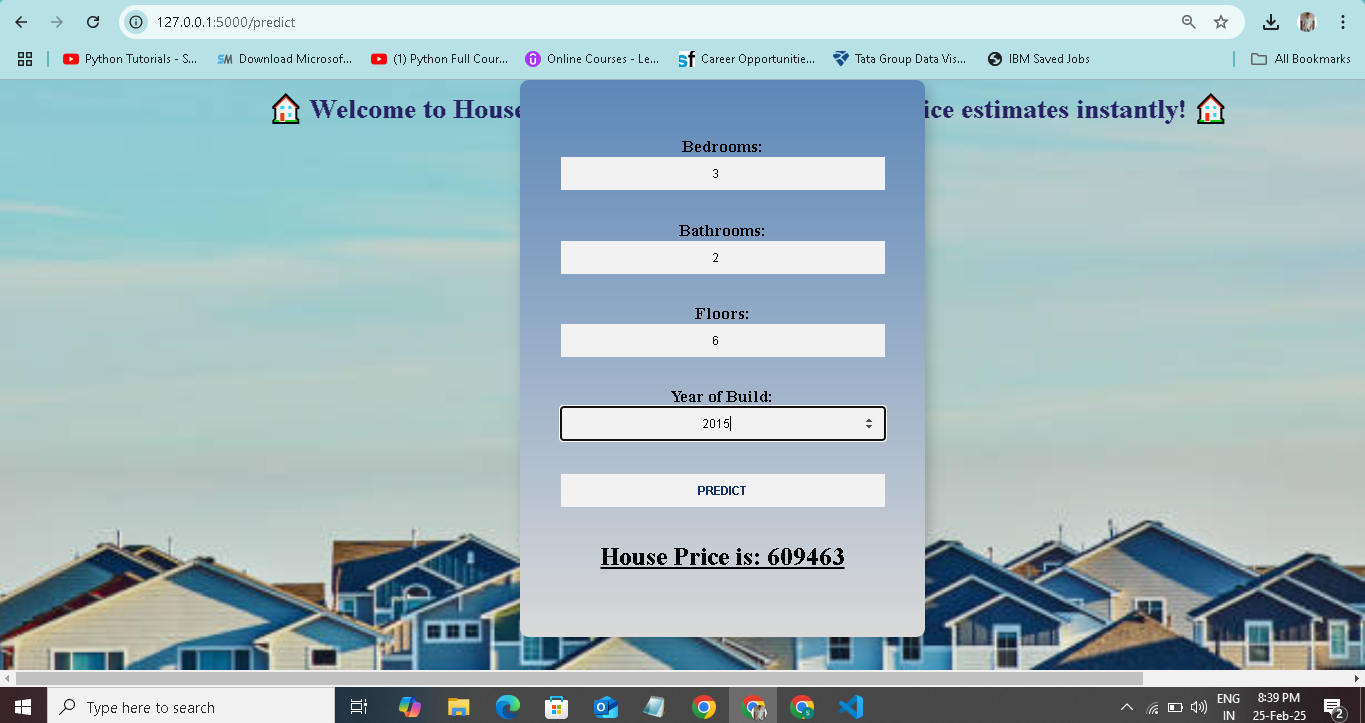 127.0.0.1:5000/predict
Python Tutorials - S...
Download Microsof...
(1) Python Full Cour...
Online Courses - Le...
Career Opportunitie...
Tata Group Data Vis...
IBM Saved Jobs
All Bookmarks
Welcome to House
ice estimates instantly!
Bedrooms:
3
Bathrooms:
2
Floors:
6
Year of Build:
2015
PREDICT
House Price is: 609463
Type here to search
ENG
IN
8:39 PM
25-Feb-25
2